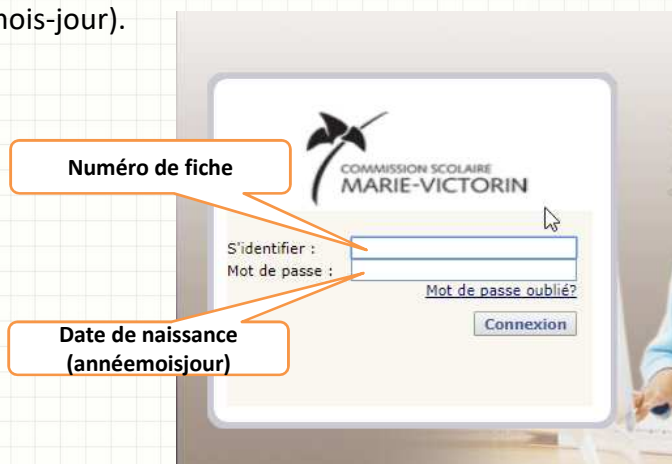 mois-jour).
COMMISSION SCOLAIRE
MARIE-VICTORIN
Numéro de fiche
S'identifier :
Mot de passe :
Mot de passe oublié?
Connexion
Date de naissance
(annéemoisjour)